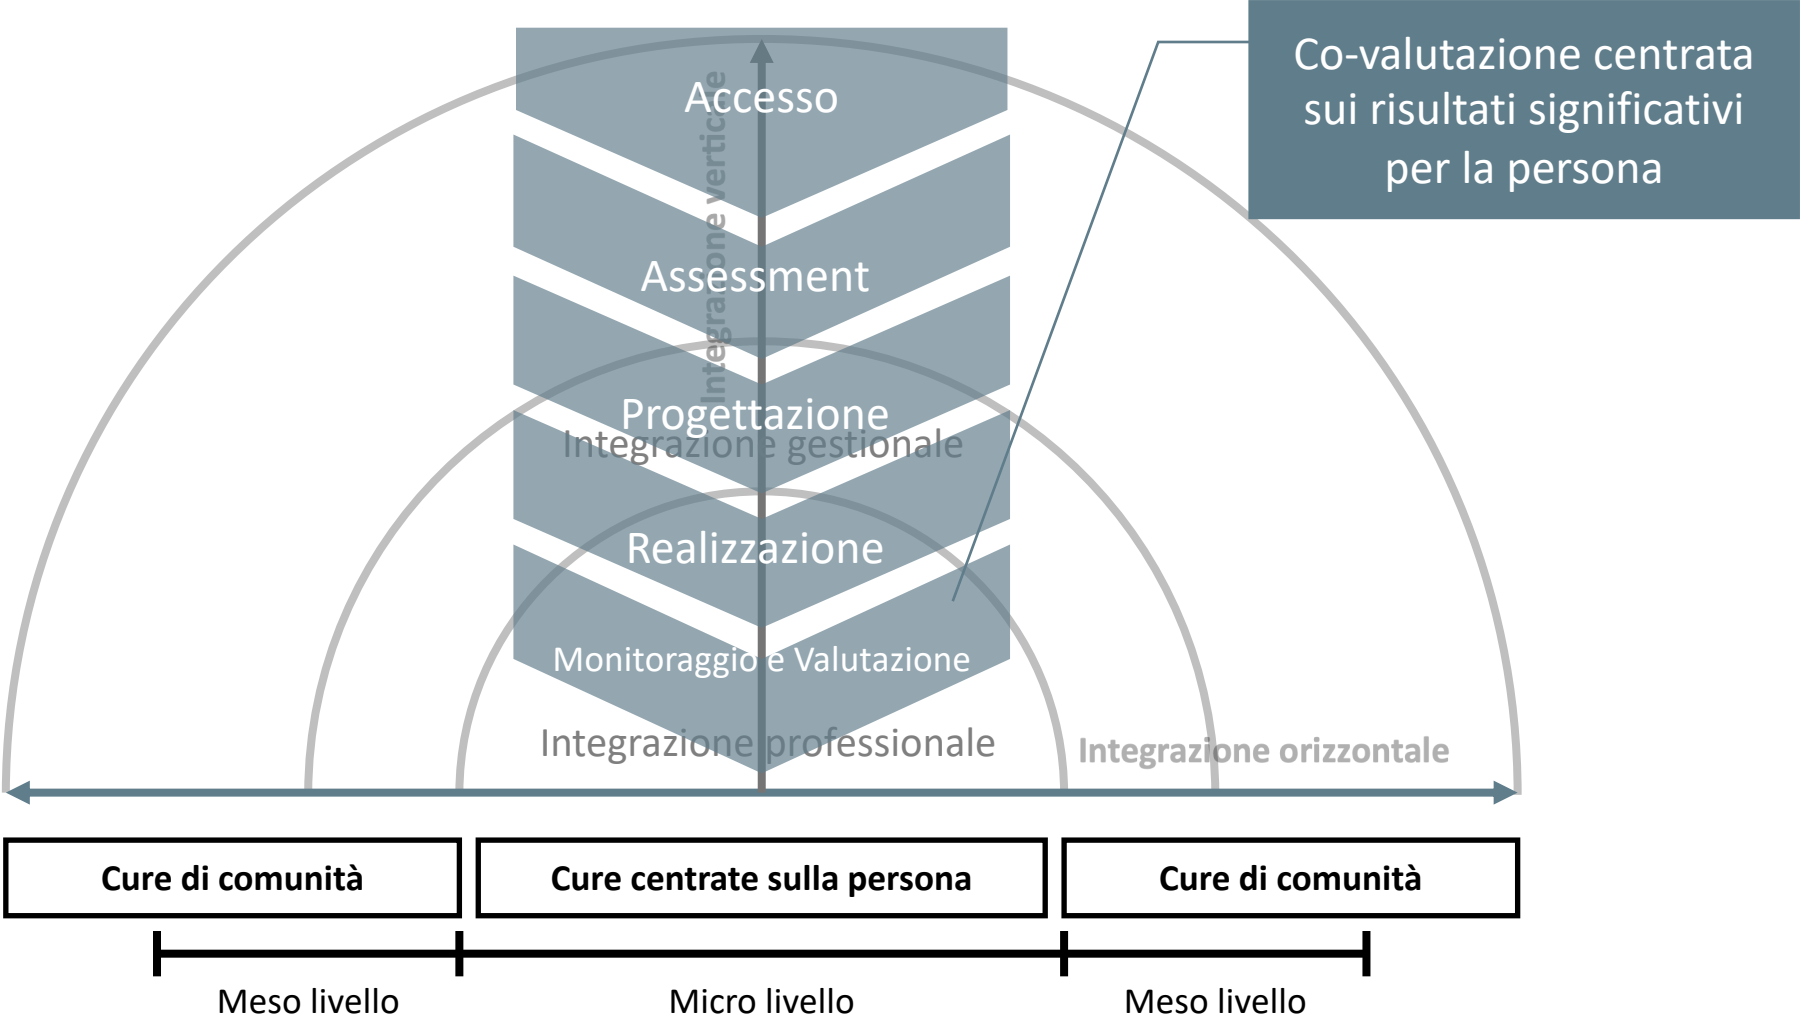 Co-valutazione centrata
sui risultati significativi
per la persona
Accesso
Integrazione verticale
Assessment
Progettazione
Integrazione gestionale
Realizzazione
Monitoraggio e Valutazione
Integrazione professionale
Integrazione orizzontale
Cure di comunità
Cure centrate sulla persona
Cure di comunità
Meso livello
Micro livello
Meso livello